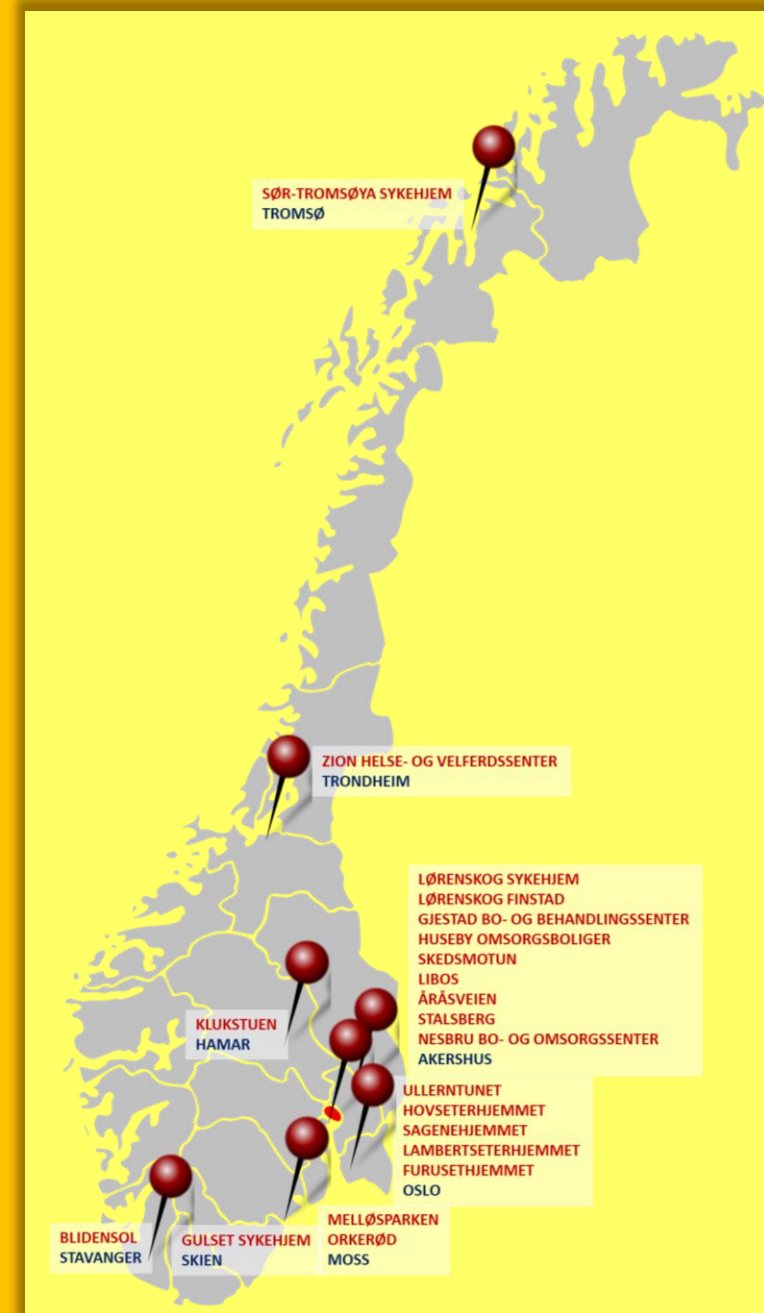 SØR-TROMSØYA SYKEHJEM
TROMSØ
ZION HELSE- OG VELFERDSSENTER
TRONDHEIM
LØRENSKOG SYKEHJEM
LØRENSKOG FINSTAD
GJESTAD BO- OG BEHANDLINGSSENTER
HUSEBY OMSORGSBOLIGER
SKEDSMOTUN
LIBOS
ÅRÅSVEIEN
STALSBERG
NESBRU BO- OG OMSORGSSENTER
AKERSHUS
KLUKSTUEN
HAMAR
ULLERNTUNET
HOVSETERHJEMMET
SAGENEHJEMMET
LAMBERTSETERHJEMMET
FURUSETHJEMMET
OSLO
MELLØSPARKEN
ORKERØD
MOSS
GULSET SYKEHJEM
SKIEN
BLIDENSOL
STAVANGER